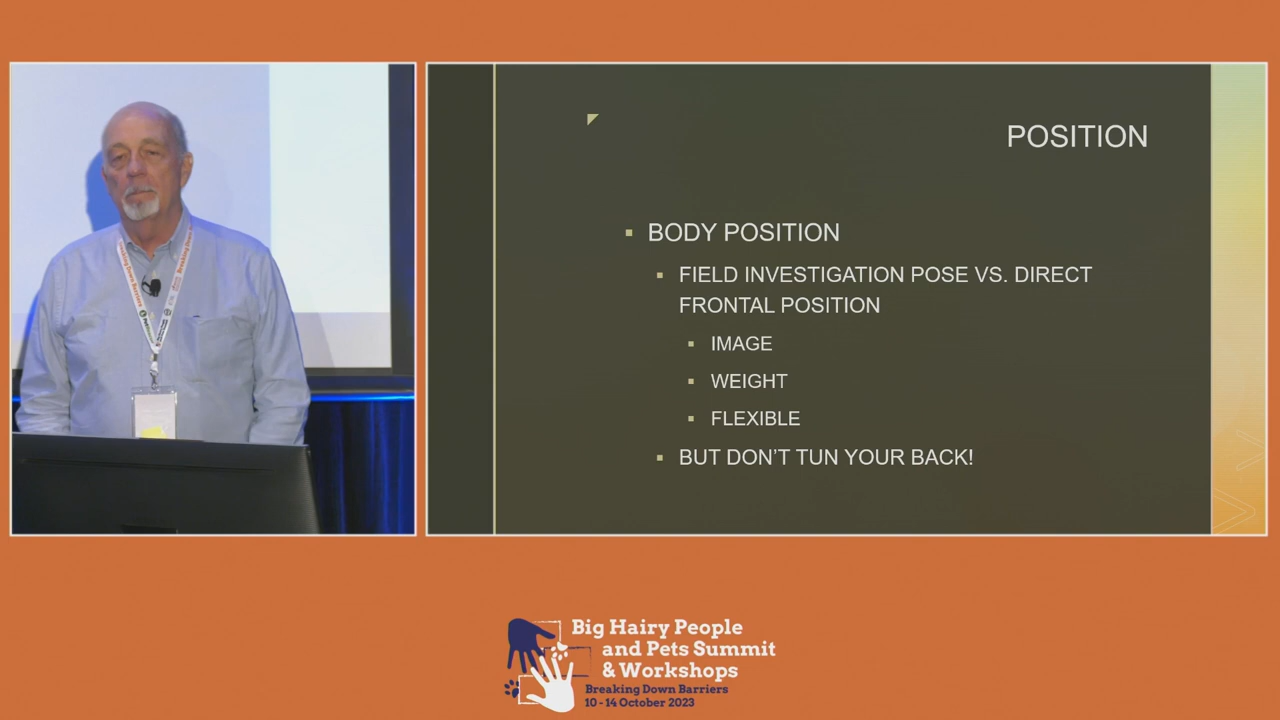 POSITION
BODY POSITION
FIELD INVESTIGATION POSE VS. DIRECT
FRONTAL POSITION
IMAGE
WEIGHT
FLEXIBLE
BUT DON'T TUN YOUR BACK!
Big Hairy People
and Pets Summit
& Workshops
Breaking Down Barriers
10 - 14 October 2023